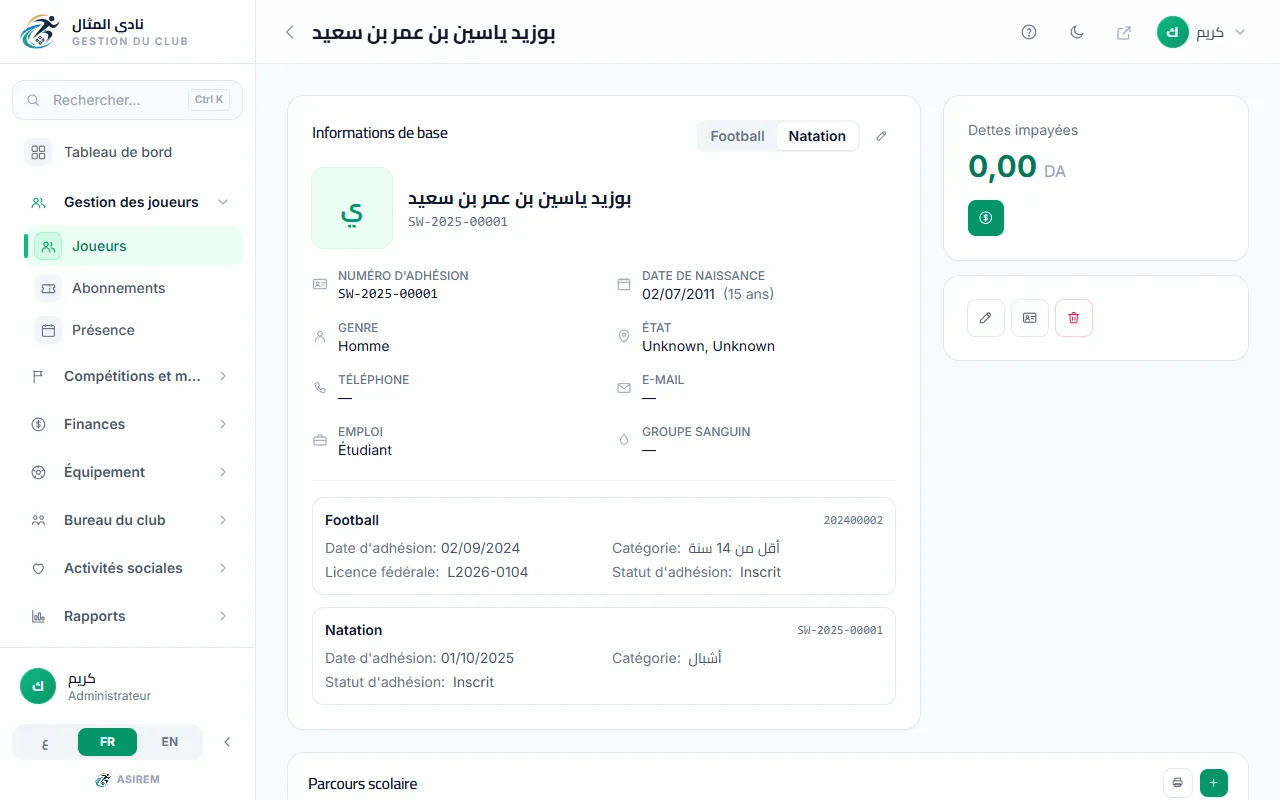 نادي المثال
GESTION DU CLUB
Rechercher...
Ctrl K
Tableau de bord
Gestion des joueurs
Joueurs
Abonnements
Présence
Compétitions et m...
Finances
Équipement
Bureau du club
Activités sociales
Rapports
ك
كريم
Administrateur
ع
FR
EN
ASIREM
بوزيد ياسين بن عمر بن سعيد
ك
كريم
Informations de base
Football
Natation
ي
بوزيد ياسين بن عمر بن سعيد
SW-2025-00001
NUMÉRO D'ADHÉSION
SW-2025-00001
DATE DE NAISSANCE
02/07/2011 (15 ans)
GENRE
Homme
ÉTAT
Unknown, Unknown
TÉLÉPHONE
—
E-MAIL
—
EMPLOI
Étudiant
GROUPE SANGUIN
—
Football
202400002
Date d'adhésion: 02/09/2024
Catégorie: أقل من 14 سنة
Licence fédérale: L2026-0104
Statut d'adhésion: Inscrit
Natation
SW-2025-00001
Date d'adhésion: 01/10/2025
Catégorie: أشبال
Statut d'adhésion: Inscrit
Dettes impayées
0,00 DA
Parcours scolaire